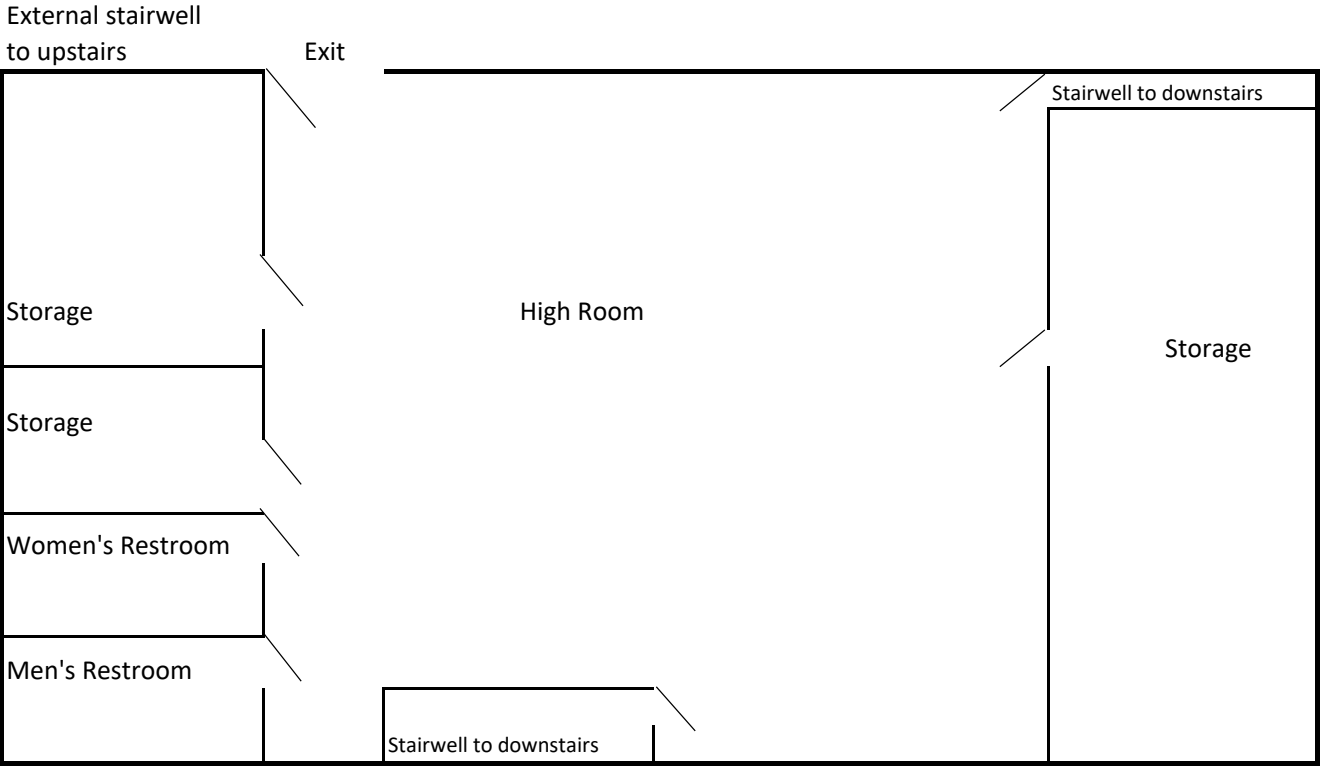 External stairwell
to upstairs
Exit
Stairwell to downstairs
Storage
High Room
Storage
Storage
Women's Restroom
Men's Restroom
Stairwell to downstairs